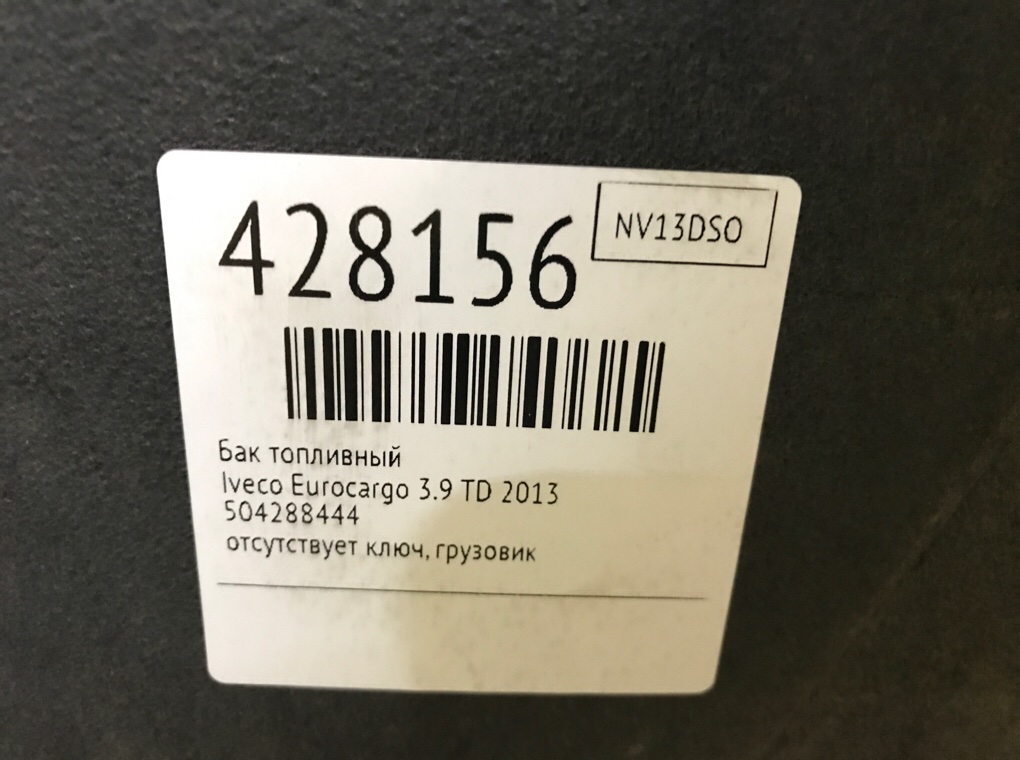 428156
NV13DSO
Бак топливный
Iveco Eurocargo 3.9 TD 2013
504288444
отсутствует ключ, грузовик